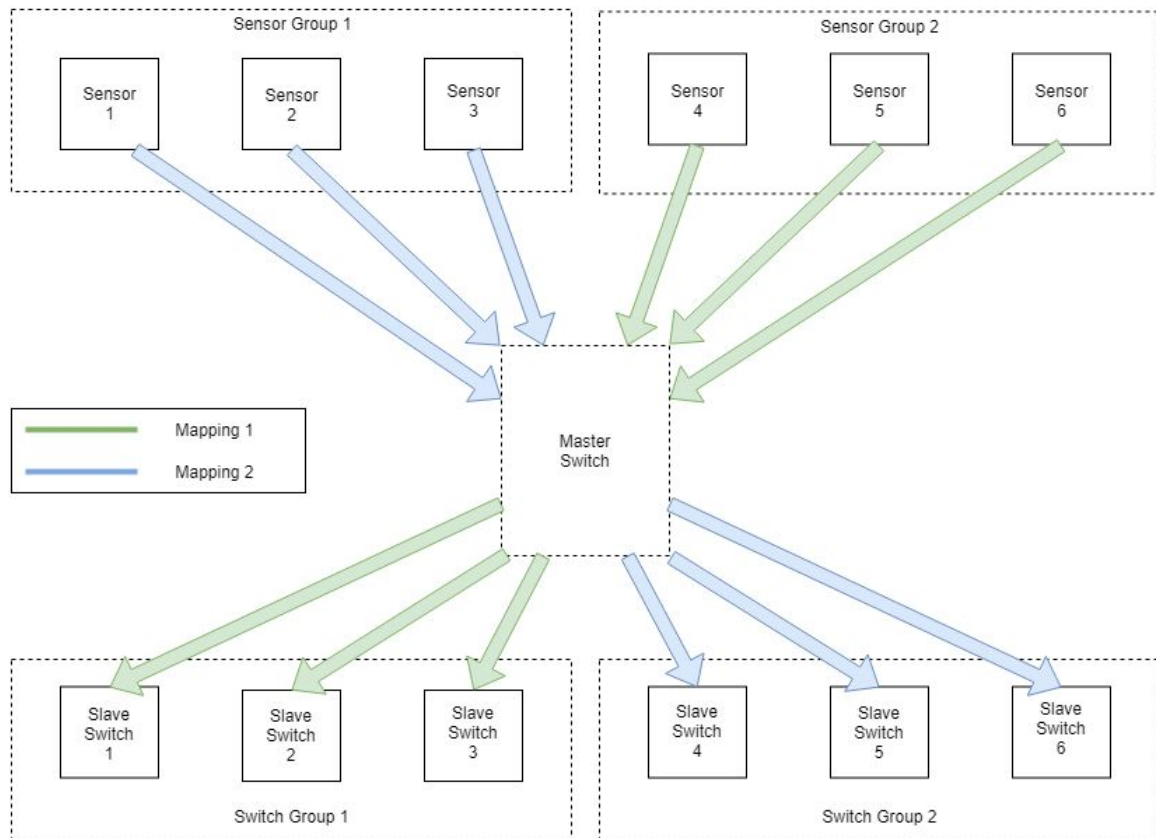 Sensor Group 1
Sensor
1
Sensor
2
Sensor
3
Sensor Group 2
Sensor
4
Sensor
5
Sensor
6
Mapping 1
Mapping 2
Master
Switch
Slave
Switch
1
Slave
Switch
2
Slave
Switch
3
Switch Group 1
Slave
Switch
4
Slave
Switch
5
Slave
Switch
6
Switch Group 2